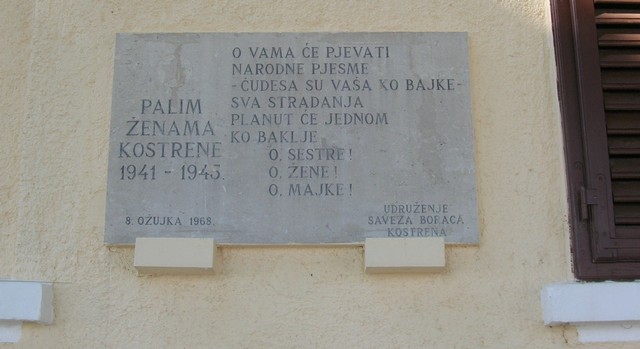 PALIM
ŽENAMA
KOSTRENE
1941 - 1945.
O VAMA ĆE PJEVATI
NARODNE PJESME
-ČUDESA SU VAŠA KO BAJKE-
SVA STRADANJA
PLANUT ĆE JEDNOM
KO BAKLJE
O, SESTRE!
O, ŽENE!
O, MAJKE!
8. OŽUJKA 1968.
UDRUŽENJE
SAVEZA BORACA
KOSTRENA